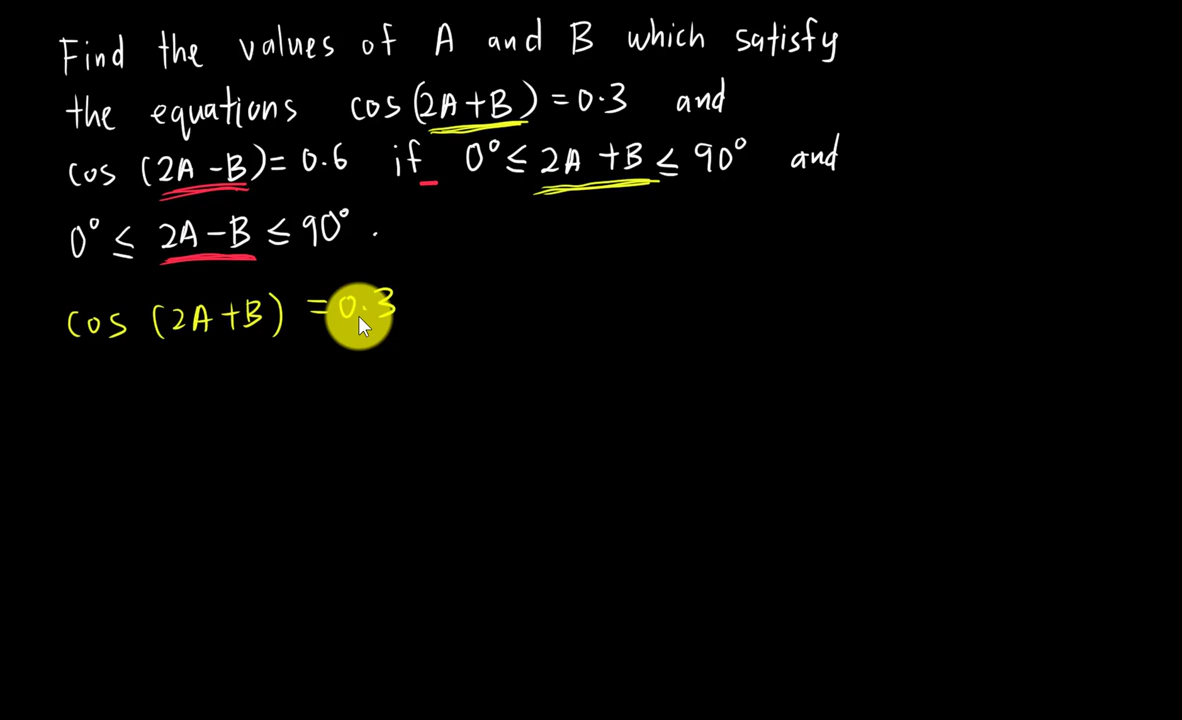 Find the values of A and B which satisfy
the equations cos(2A+B)=0.3 and
cos (2A-B)=0.6 if 0°≤2A+B≤90° and
0°≤2A-B≤90°.
cos (2A+B) =0.3